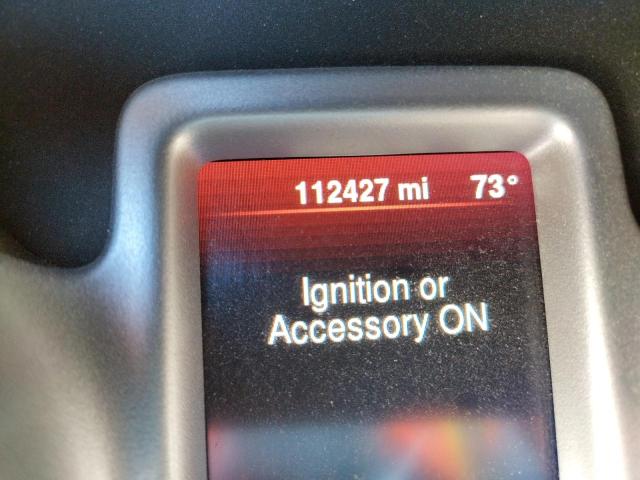 112427 mi 73°
Ignition or
Accessory ON